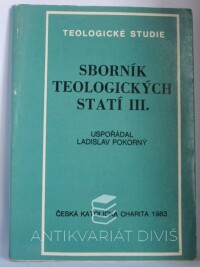 TEOLOGICKÉ STUDIE
SBORNÍK
TEOLOGICKÝCH
STATÍ III.
USPOŘÁDAL
LADISLAV POKORNÝ
ČESKÁ KATOLICKÁ CHARITA 1983
ANTIKVARIÁT DIVIŠ